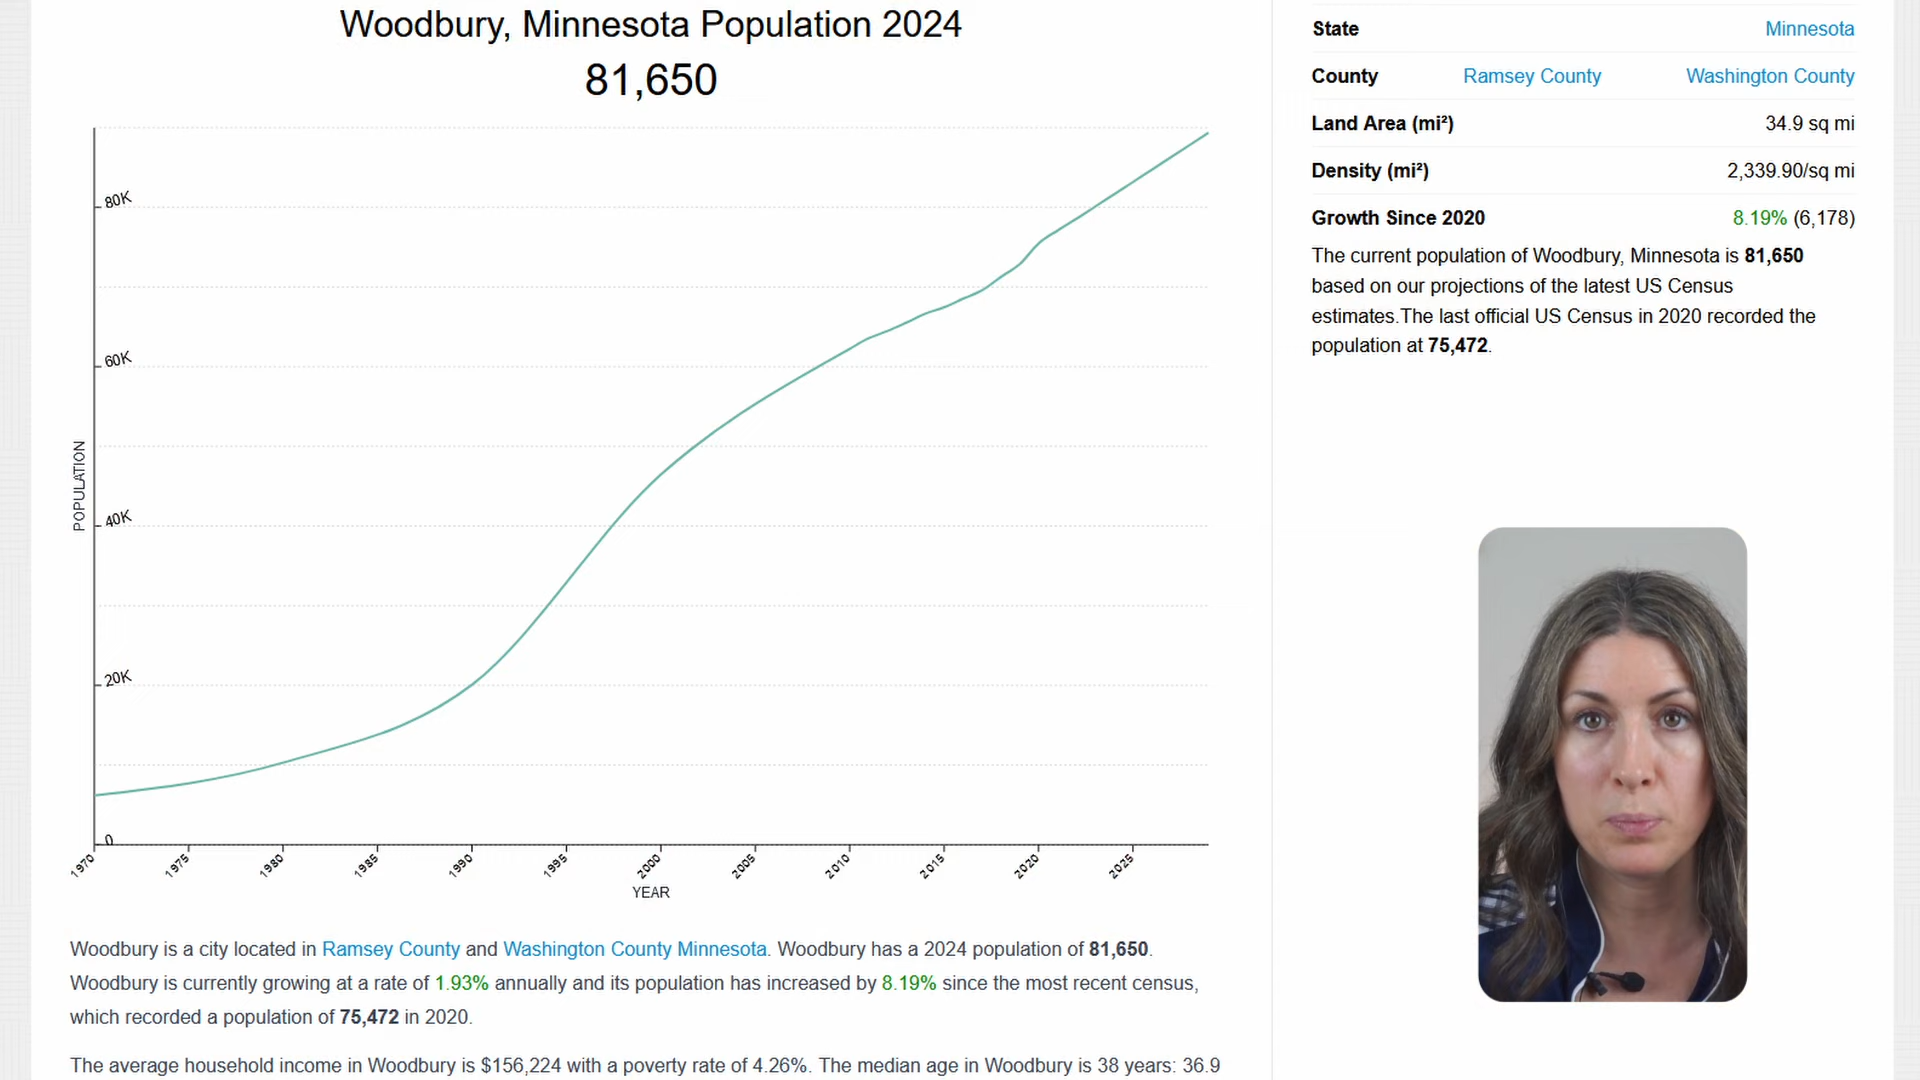 Woodbury, Minnesota Population 2024
81,650
80K
60K
40K
20K
0
POPULATION
1970
1975
1980
1985
1990
1995
2000
2005
2010
2015
2020
2025
YEAR
Woodbury is a city located in Ramsey County and Washington County Minnesota. Woodbury has a 2024 population of 81,650.
Woodbury is currently growing at a rate of 1.93% annually and its population has increased by 8.19% since the most recent census,
which recorded a population of 75,472 in 2020.
The average household income in Woodbury is $156,224 with a poverty rate of 4.26%. The median age in Woodbury is 38 years: 36.9
State Minnesota
County Ramsey County Washington County
Land Area (mi²) 34.9 sq mi
Density (mi²) 2,339.90/sq mi
Growth Since 2020 8.19% (6,178)
The current population of Woodbury, Minnesota is 81,650
based on our projections of the latest US Census
estimates.The last official US Census in 2020 recorded the
population at 75,472.